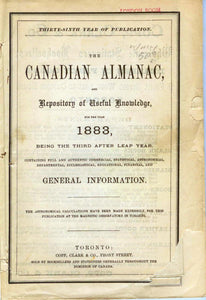 LONDON BOOK
THIRTY-SIXTH YEAR OF PUBLICATION.
THE
CANADIAN ALMANAC,
AND
Repository of Useful Knowledge,
FOR THE YEAR
1883,
BEING THE THIRD AFTER LEAP YEAR.
CONTAINING FULL AND AUTHENTIC COMMERCIAL, STATISTICAL, ASTRONOMICAL,
DEPARTMENTAL, ECCLESIASTICAL, EDUCATIONAL, FINANCIAL, AND
GENERAL INFORMATION.
THE ASTRONOMICAL CALCULATIONS HAVE BEEN MADE EXPRESSLY FOR THIS
PUBLICATION AT THE MAGNETIC OBSERVATORY IN TORONTO.
TORONTO:
COPP, CLARK & CO., FRONT STREET.
SOLD BY BOOKSELLERS AND STATIONERS GENERALLY THROUGHOUT THE
DOMINION OF CANADA.